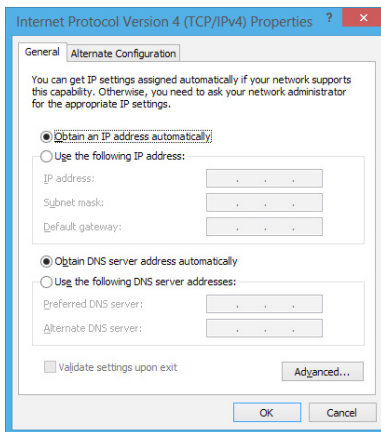 Internet Protocol Version 4 (TCP/IPv4) Properties ? ×
General Alternate Configuration
You can get IP settings assigned automatically if your network supports
this capability. Otherwise, you need to ask your network administrator
for the appropriate IP settings.
Obtain an IP address automatically
Use the following IP address:
IP address: . . .
Subnet mask: . . .
Default gateway: . . .
Obtain DNS server address automatically
Use the following DNS server addresses:
Preferred DNS server: . . .
Alternate DNS server: . . .
Validate settings upon exit
Advanced...
OK Cancel